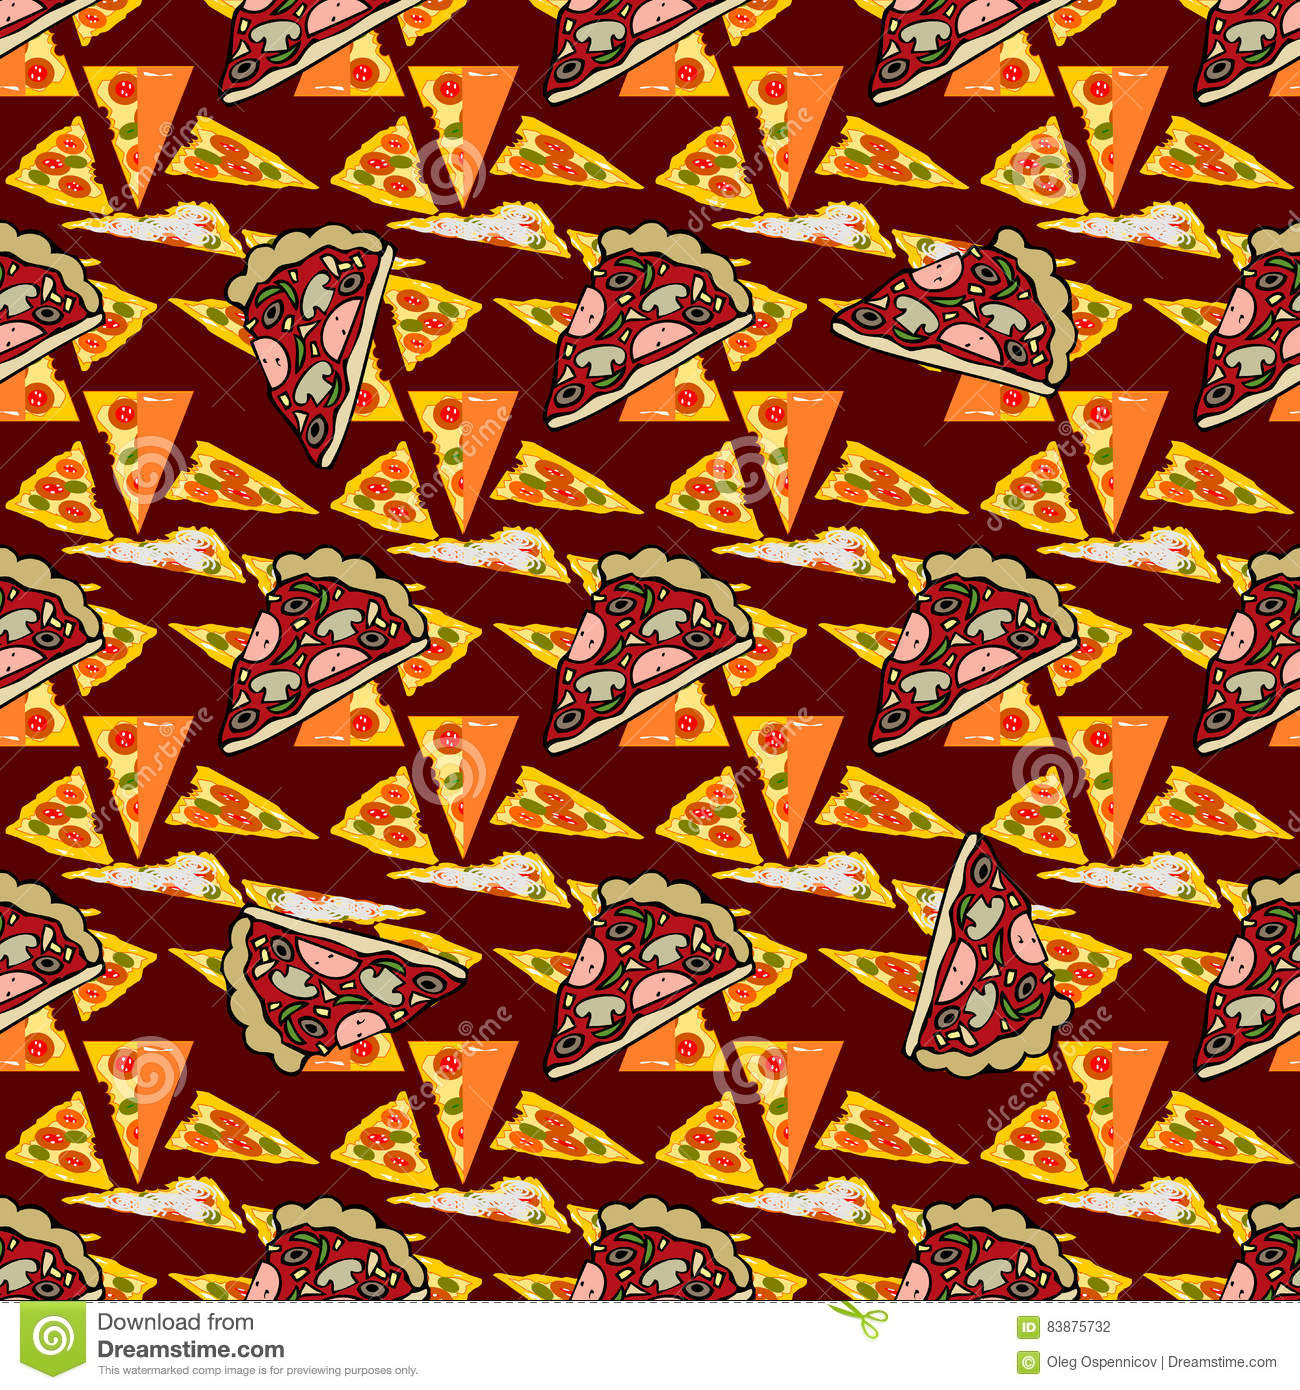 Download from
Dreamstime.com
This watermarked comp image is for previewing purposes only.
ID 83875732
© Oleg Ospennicov | Dreamstime.com
dreamstime